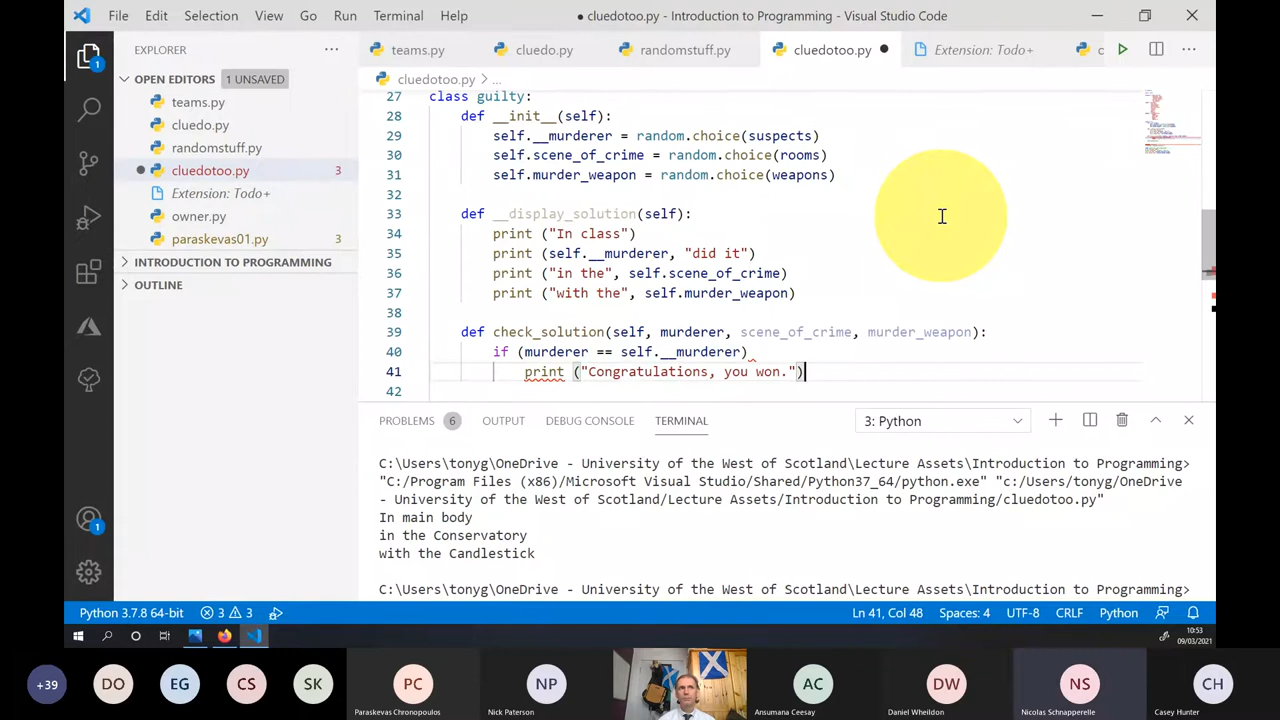 File Edit Selection View Go Run Terminal Help
● cluedotoo.py - Introduction to Programming - Visual Studio Code
EXPLORER
OPEN EDITORS 1 UNSAVED
teams.py
cluedo.py
randomstuff.py
cluedotoo.py 3
Extension: Todo+
owner.py
paraskevas01.py 3
INTRODUCTION TO PROGRAMMING
OUTLINE
1
1
teams.py cluedo.py randomstuff.py cluedotoo.py ● Extension: Todo+ c
cluedotoo.py > ...
27 class guilty:
28 def __init__(self):
29 self.__murderer = random.choice(suspects)
30 self.scene_of_crime = random.choice(rooms)
31 self.murder_weapon = random.choice(weapons)
32
33 def __display_solution(self):
34 print ("In class")
35 print (self.__murderer, "did it")
36 print ("in the", self.scene_of_crime)
37 print ("with the", self.murder_weapon)
38
39 def check_solution(self, murderer, scene_of_crime, murder_weapon):
40 if (murderer == self.__murderer)
41 print ("Congratulations, you won.")
42
PROBLEMS 6 OUTPUT DEBUG CONSOLE TERMINAL 3: Python
C:\Users\tonyg\OneDrive - University of the West of Scotland\Lecture Assets\Introduction to Programming>
"C:/Program Files (x86)/Microsoft Visual Studio/Shared/Python37_64/python.exe" "c:/Users/tonyg/OneDrive
- University of the West of Scotland/Lecture Assets/Introduction to Programming/cluedotoo.py"
In main body
in the Conservatory
with the Candlestick
C:\Users\tonyg\OneDrive - University of the West of Scotland\Lecture Assets\Introduction to Programming>
Python 3.7.8 64-bit 3 3 Ln 41, Col 48 Spaces: 4 UTF-8 CRLF Python
10:53
09/03/2021
+39 DO EG CS SK PC NP AC DW NS CH
Paraskevas Chronopoulos Nick Paterson Ansumana Ceesay Daniel Wheildon Nicolas Schnapperelle Casey Hunter